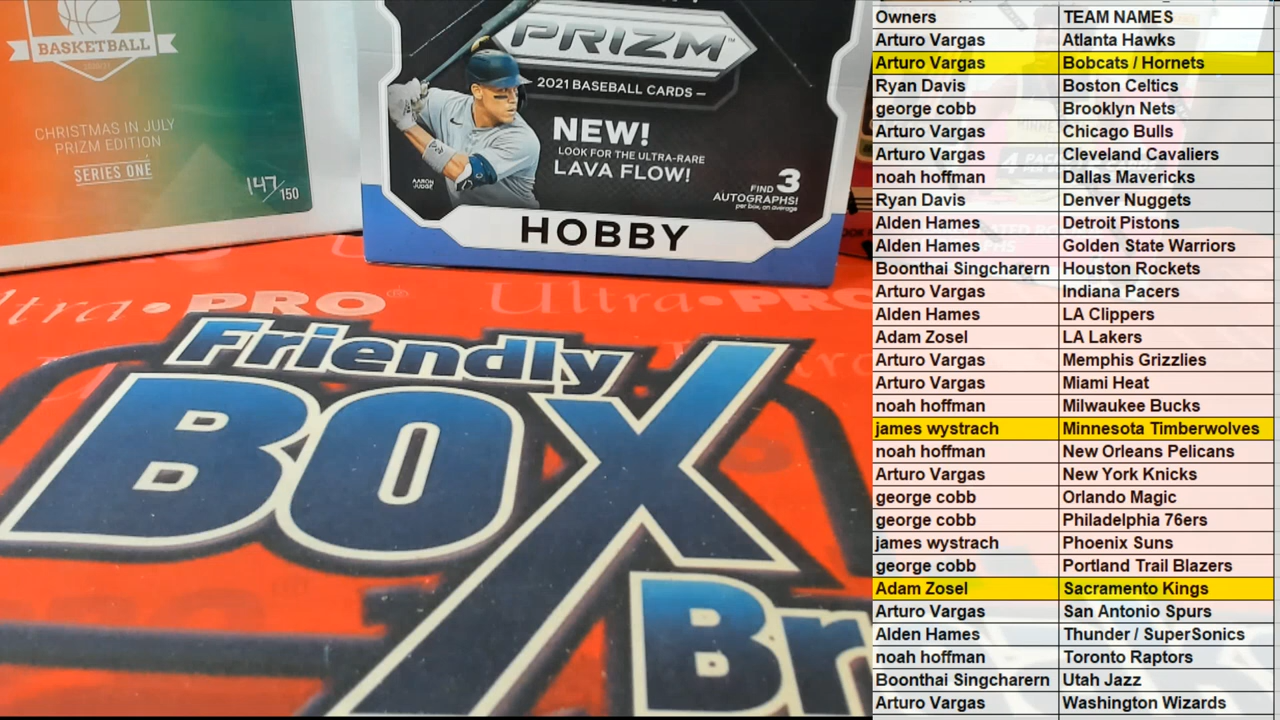 BASKETBALL
CHRISTMAS IN JULY
PRIZM EDITION
SERIES ONE
147/150
PRIZM™
2021 BASEBALL CARDS
NEW!
LOOK FOR THE ULTRA-RARE
LAVA FLOW!
AARON
JUDGE
FIND 3
AUTOGRAPHS!
per box, on average
HOBBY
Ultra•PRO®
Ultra•PRO
Friendly
BOX
Br
Owners TEAM NAMES
Arturo Vargas Atlanta Hawks
Arturo Vargas Bobcats / Hornets
Ryan Davis Boston Celtics
george cobb Brooklyn Nets
Arturo Vargas Chicago Bulls
Arturo Vargas Cleveland Cavaliers
noah hoffman Dallas Mavericks
Ryan Davis Denver Nuggets
Alden Hames Detroit Pistons
Alden Hames Golden State Warriors
Boonthai Singcharern Houston Rockets
Arturo Vargas Indiana Pacers
Alden Hames LA Clippers
Adam Zosel LA Lakers
Arturo Vargas Memphis Grizzlies
Arturo Vargas Miami Heat
noah hoffman Milwaukee Bucks
james wystrach Minnesota Timberwolves
noah hoffman New Orleans Pelicans
Arturo Vargas New York Knicks
george cobb Orlando Magic
george cobb Philadelphia 76ers
james wystrach Phoenix Suns
george cobb Portland Trail Blazers
Adam Zosel Sacramento Kings
Arturo Vargas San Antonio Spurs
Alden Hames Thunder / SuperSonics
noah hoffman Toronto Raptors
Boonthai Singcharern Utah Jazz
Arturo Vargas Washington Wizards